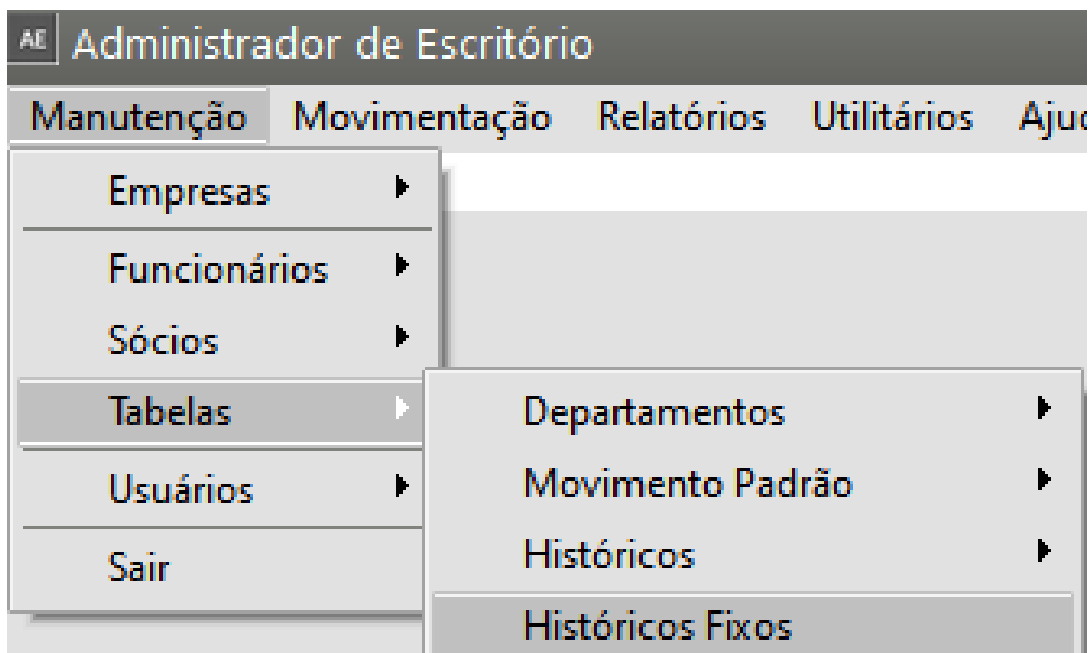 AE Administrador de Escritório
Manutenção Movimentação Relatórios Utilitários
Empresas
Funcionários
Sócios
Tabelas
Usuários
Sair
Departamentos
Movimento Padrão
Históricos
Históricos Fixos